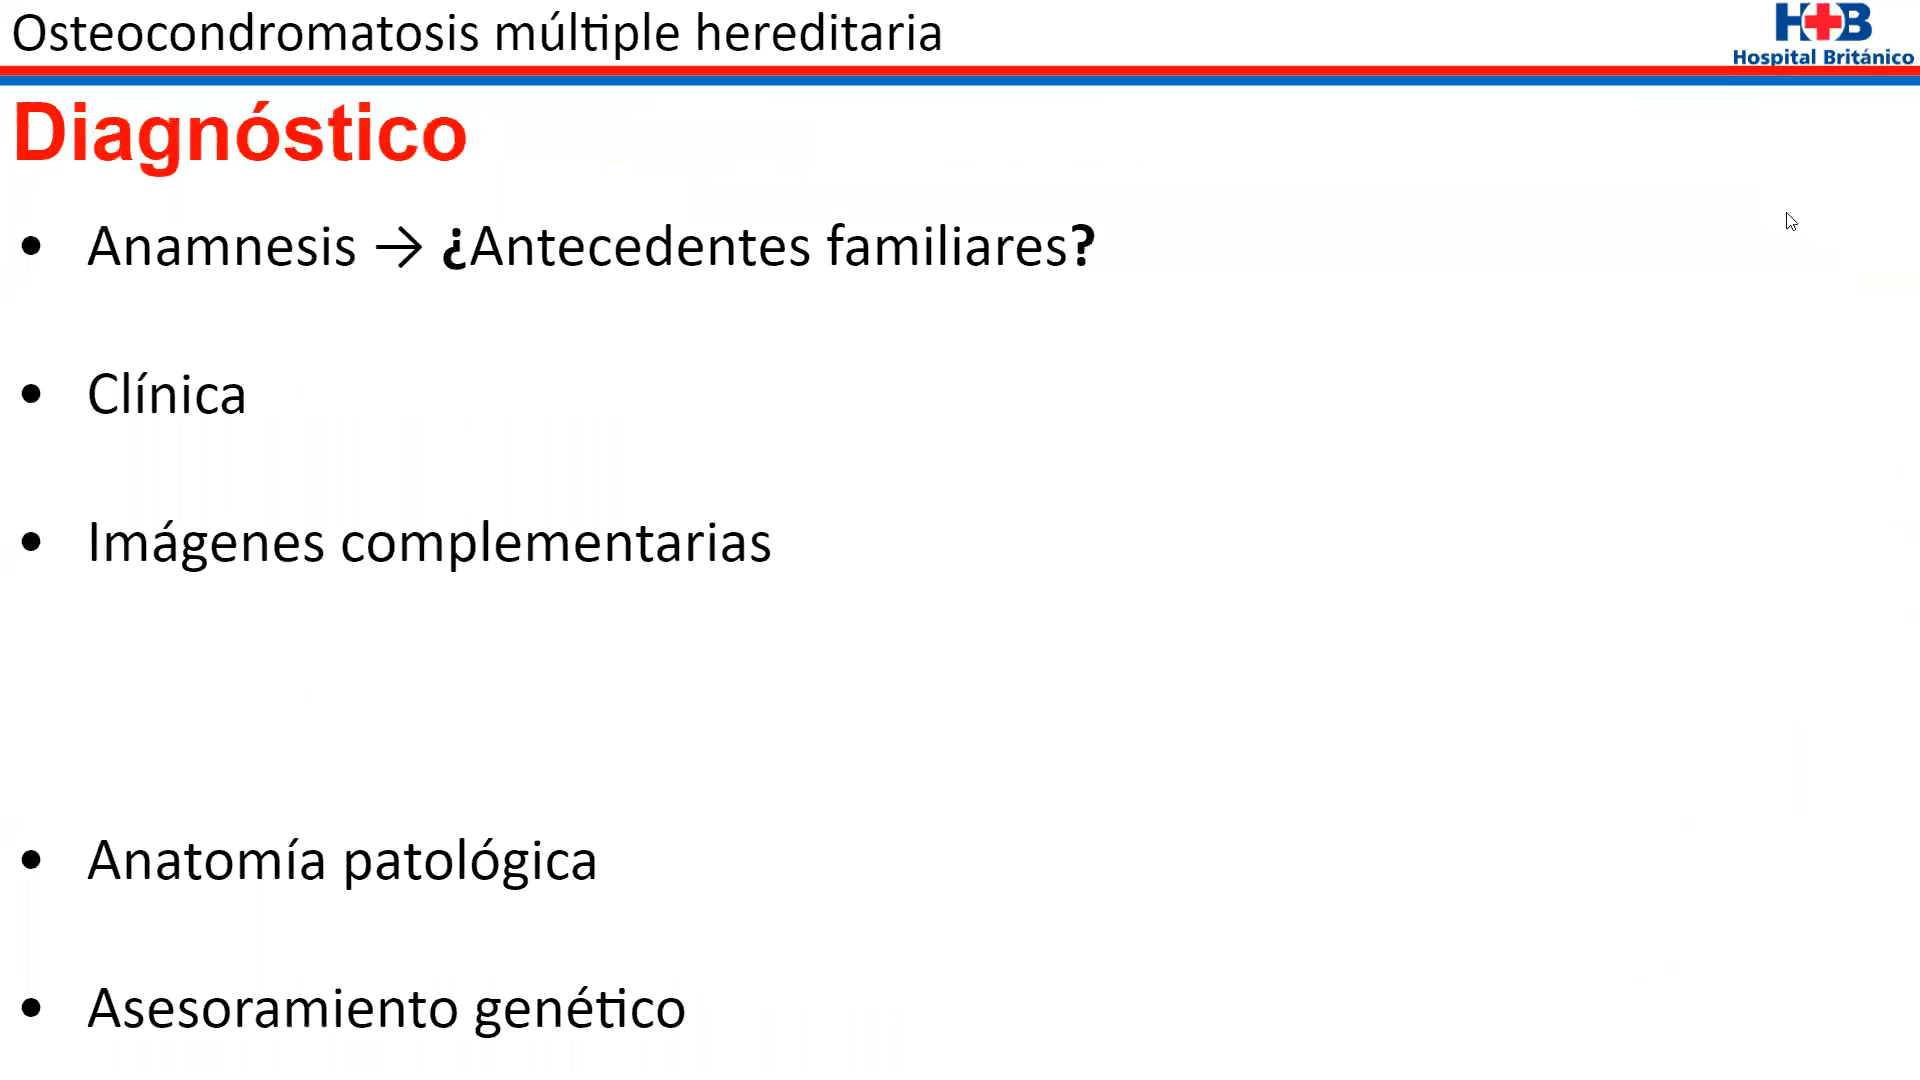 Osteocondromatosis múltiple hereditaria
H+B
Hospital Británico
Diagnóstico
• Anamnesis → ¿Antecedentes familiares?
• Clínica
• Imágenes complementarias
• Anatomía patológica
• Asesoramiento genético